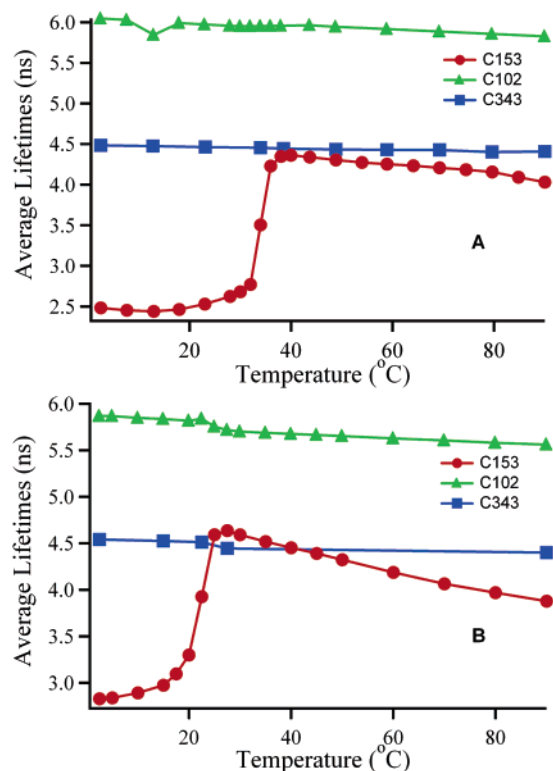 6.0
5.5
5.0
4.5
4.0
3.5
3.0
2.5
Average Lifetimes (ns)
C153
C102
C343
A
20
40
60
80
Temperature (°C)
6.0
5.5
5.0
4.5
4.0
3.5
3.0
Average Lifetimes (ns)
C153
C102
C343
B
20
40
60
80
Temperature (°C)